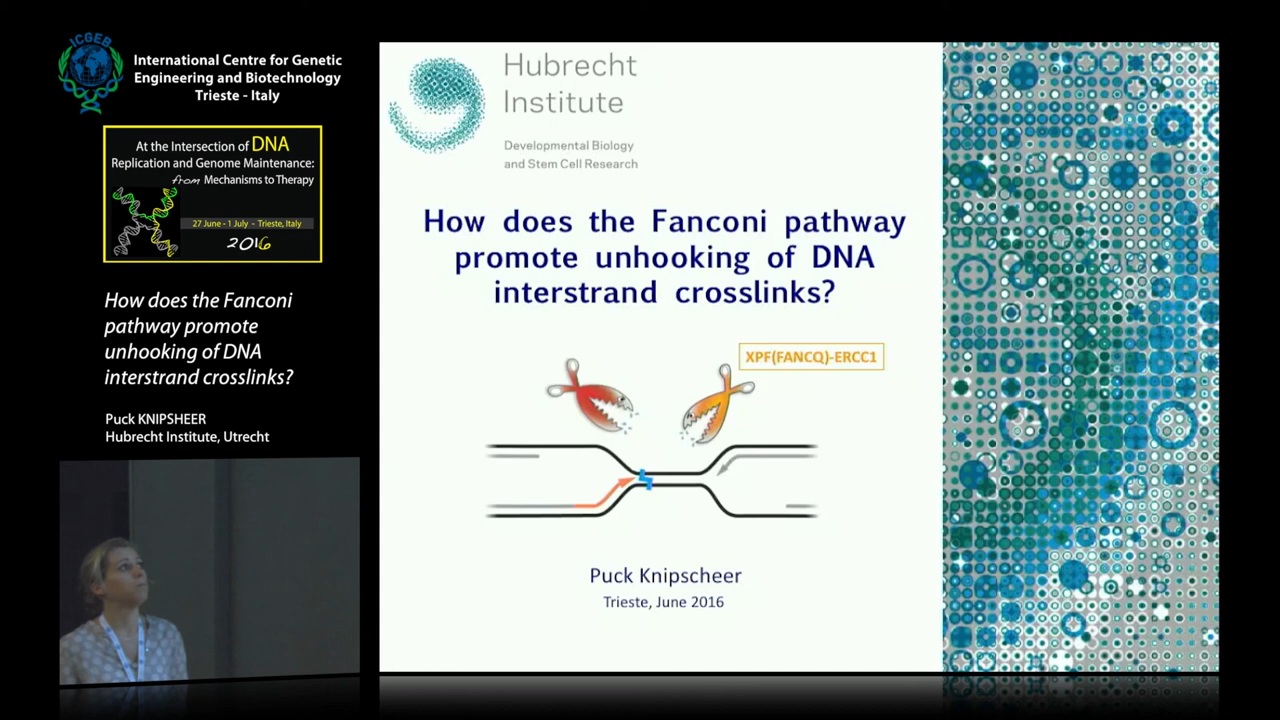 ICGEB
International Centre for Genetic
Engineering and Biotechnology
Trieste - Italy
At the Intersection of DNA
Replication and Genome Maintenance:
from Mechanisms to Therapy
27 June - 1 July - Trieste, Italy
2016
How does the Fanconi
pathway promote
unhooking of DNA
interstrand crosslinks?
Puck KNIPSHEER
Hubrecht Institute, Utrecht
Hubrecht
Institute
Developmental Biology
and Stem Cell Research
How does the Fanconi pathway
promote unhooking of DNA
interstrand crosslinks?
XPF(FANCQ)-ERCC1
Puck Knipscheer
Trieste, June 2016